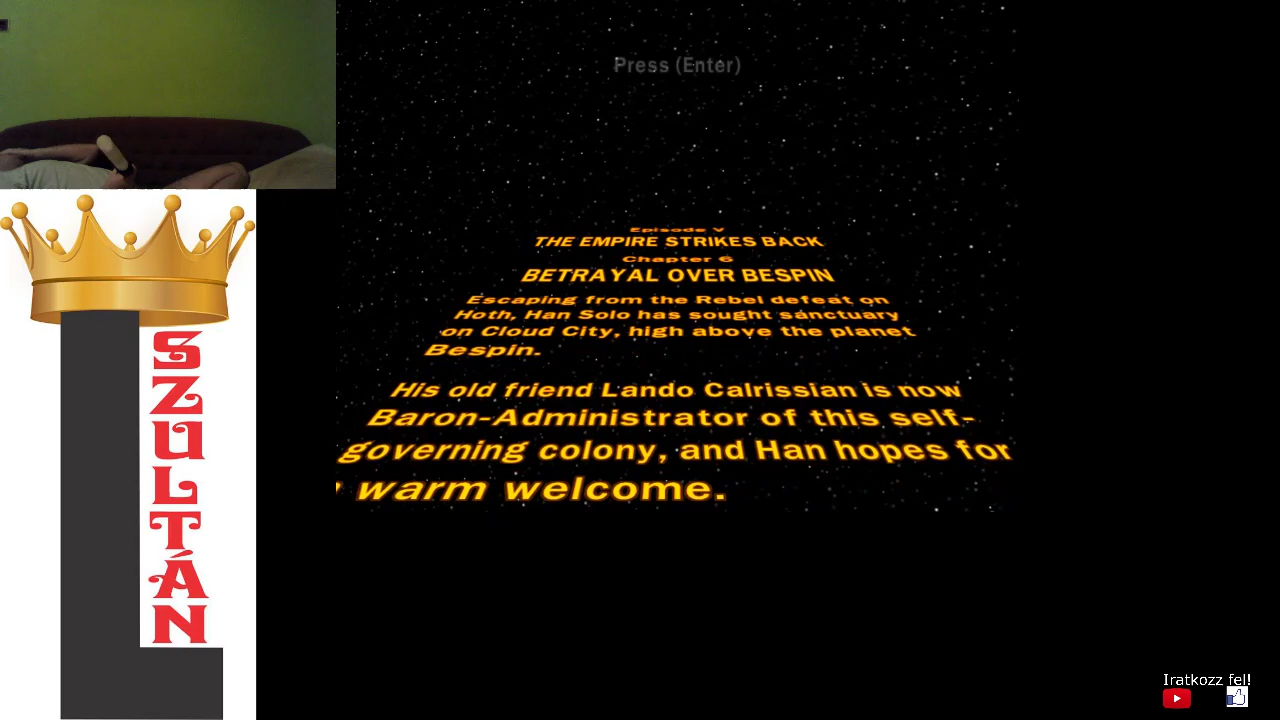 Press (Enter)
Episode V
THE EMPIRE STRIKES BACK
Chapter 6
BETRAYAL OVER BESPIN
Escaping from the Rebel defeat on
Hoth, Han Solo has sought sanctuary
on Cloud City, high above the planet
Bespin.
His old friend Lando Calrissian is now
Baron-Administrator of this self-
governing colony, and Han hopes for
warm welcome.
L
SZULTÁN
Iratkozz fel!